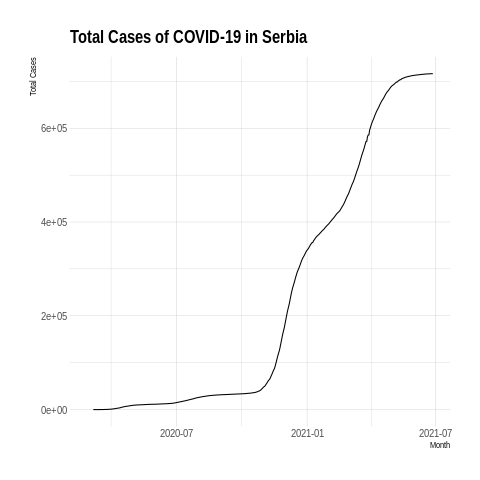 Total Cases of COVID-19 in Serbia
Total Cases
6e+05
4e+05
2e+05
0e+00
2020-07
2021-01
2021-07
Month